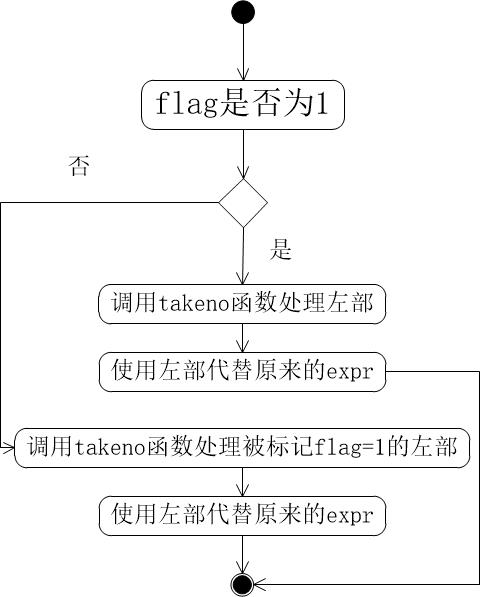 flag是否为1
否
是
调用takeno函数处理左部
使用左部代替原来的expr
调用takeno函数处理被标记flag=1的左部
使用左部代替原来的expr